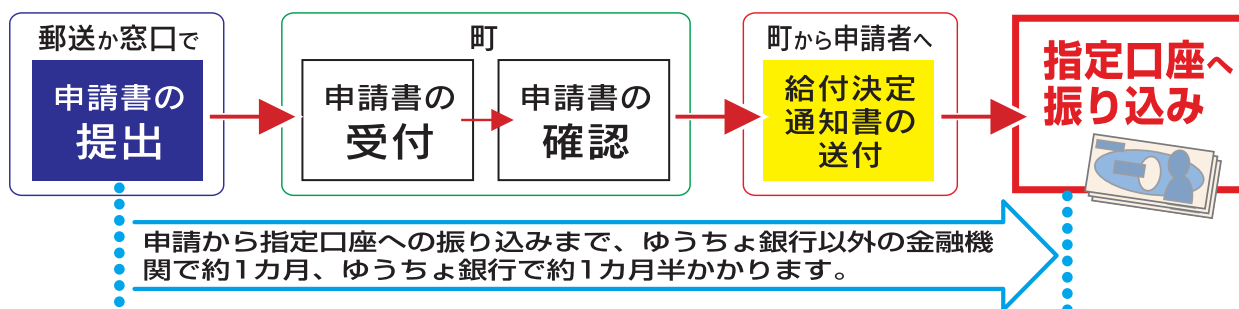 郵送か窓口で
申請書の
提出
町
申請書の
受付
申請書の
確認
町から申請者へ
給付決定
通知書の
送付
指定口座へ
振り込み
申請から指定口座への振り込みまで、ゆうちょ銀行以外の金融機
関で約1カ月、ゆうちょ銀行で約1カ月半かかります。